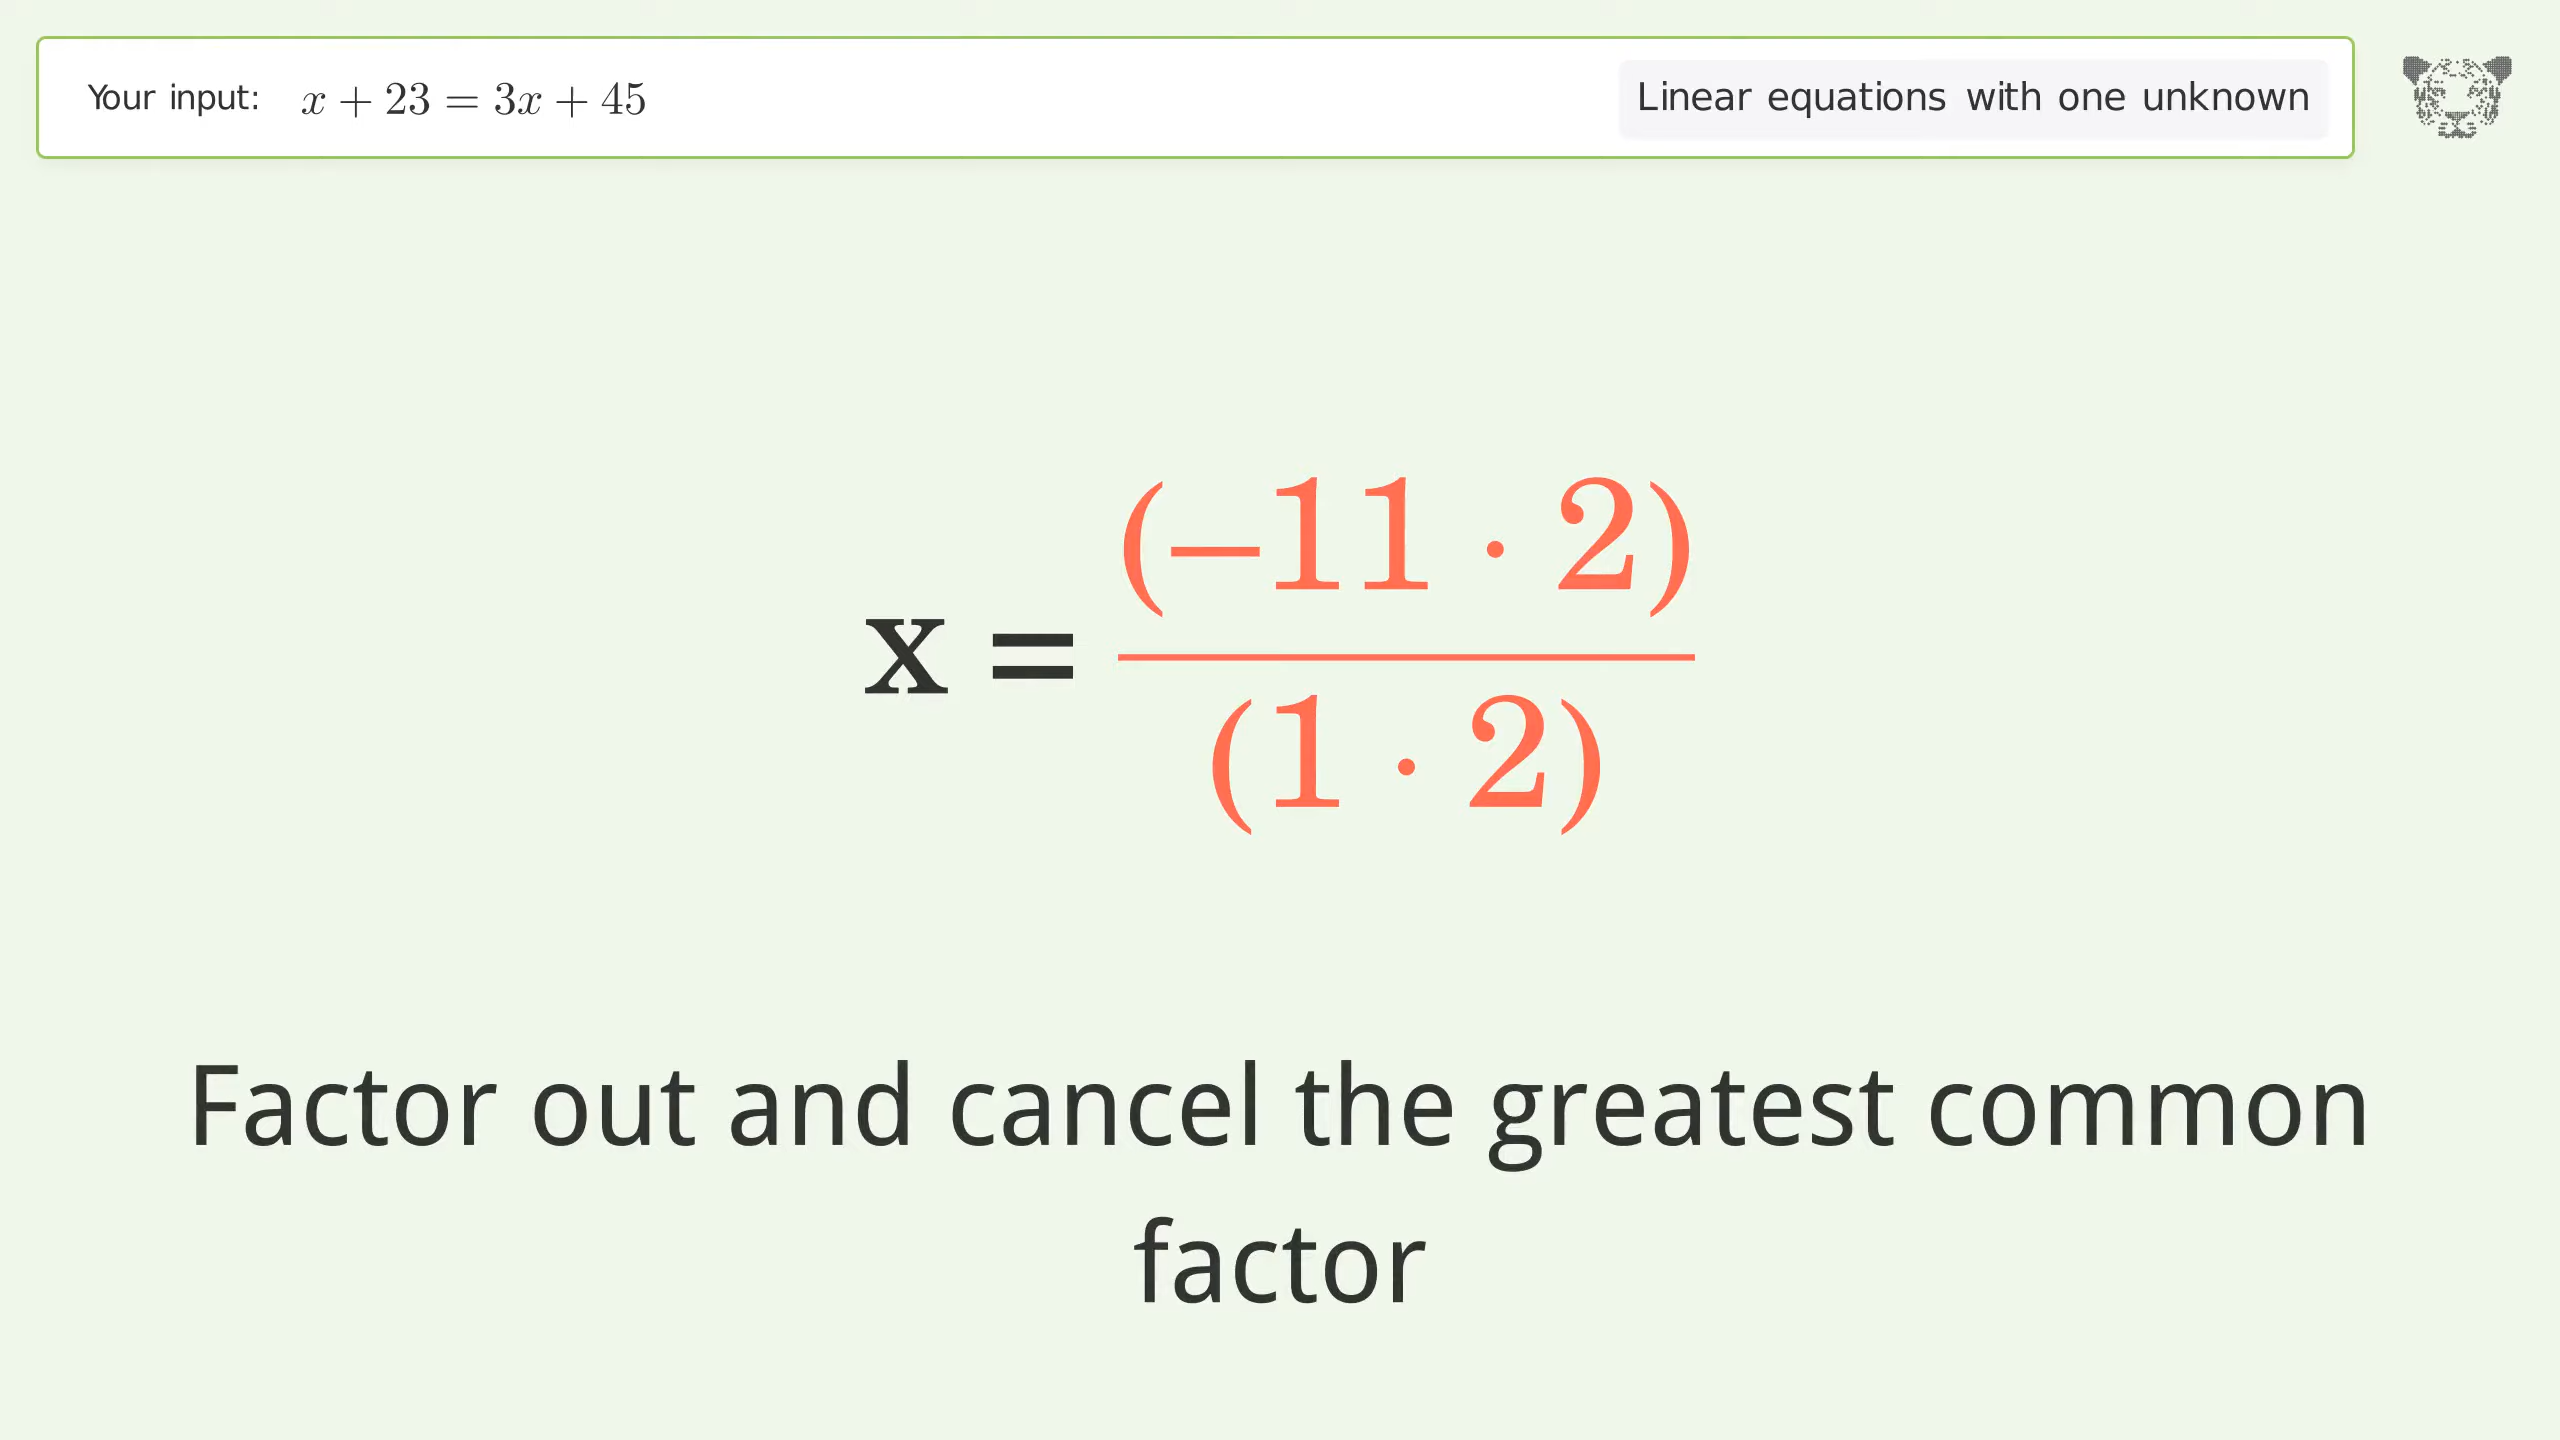 Your input: x + 23 = 3x + 45
Linear equations with one unknown
x = (−11 · 2)
(1 · 2)
Factor out and cancel the greatest common
factor